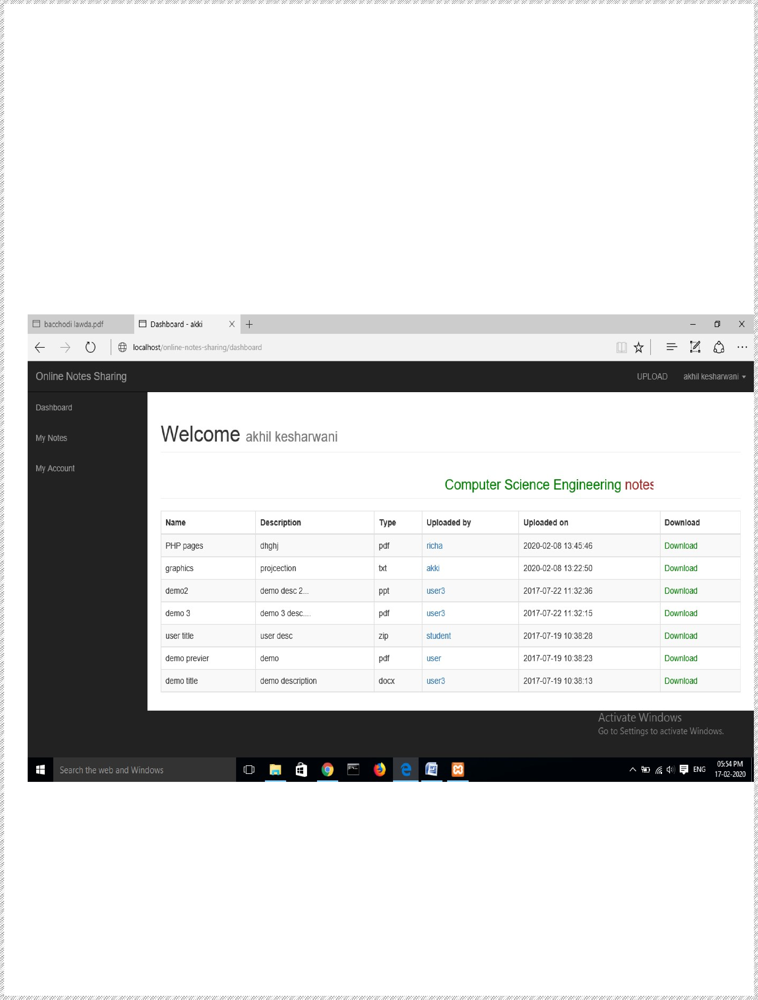 bacchodi lawda.pdf Dashboard - akki
localhost/online-notes-sharing/dashboard
Online Notes Sharing UPLOAD akhil kesharwani
Dashboard
My Notes
My Account
Welcome akhil kesharwani
Computer Science Engineering notes
Name Description Type Uploaded by Uploaded on Download
PHP pages dhghj pdf richa 2020-02-08 13:45:46 Download
graphics projcection txt akki 2020-02-08 13:22:50 Download
demo2 demo desc 2... ppt user3 2017-07-22 11:32:36 Download
demo 3 demo 3 desc.... pdf user3 2017-07-22 11:32:15 Download
user title user desc zip student 2017-07-19 10:38:28 Download
demo previer demo pdf user 2017-07-19 10:38:23 Download
demo title demo description docx user3 2017-07-19 10:38:13 Download
Activate Windows
Go to Settings to activate Windows.
Search the web and Windows ENG 05:54 PM
17-02-2020